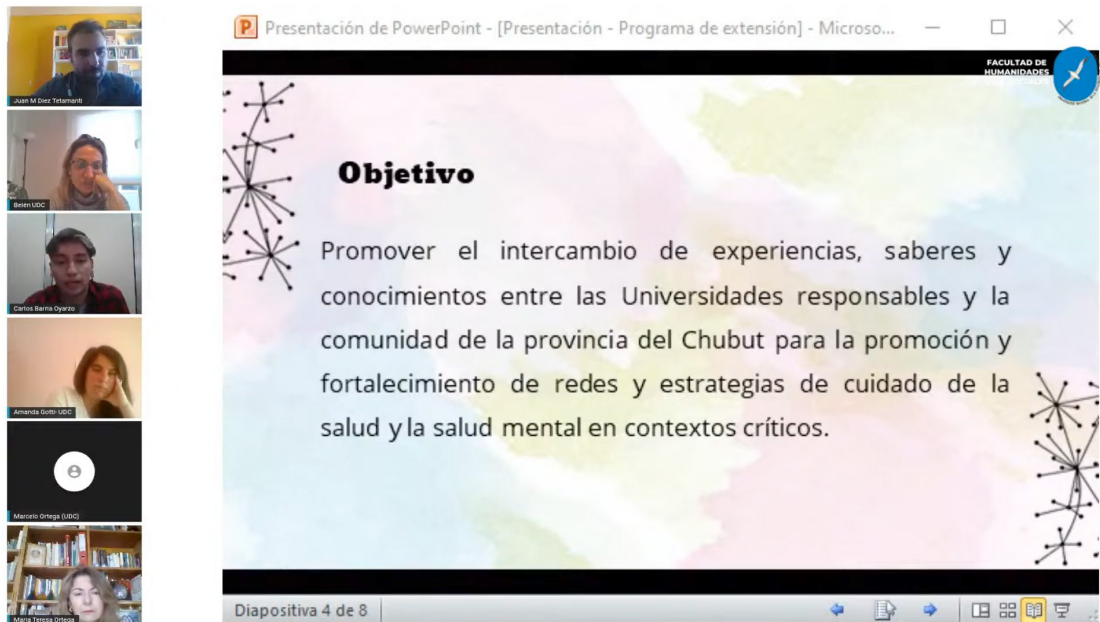 Juan M Diez Tetamanti
Belén UDC
Carlos Barria Oyarzo
Amanda Gotti- UDC
Marcelo Ortega (UDC)
María Teresa Ortega
Presentación de PowerPoint - [Presentación - Programa de extensión] - Microso...
FACULTAD DE
HUMANIDADES
Objetivo
Promover el intercambio de experiencias, saberes y
conocimientos entre las Universidades responsables y la
comunidad de la provincia del Chubut para la promoción y
fortalecimiento de redes y estrategias de cuidado de la
salud y la salud mental en contextos críticos.
Diapositiva 4 de 8